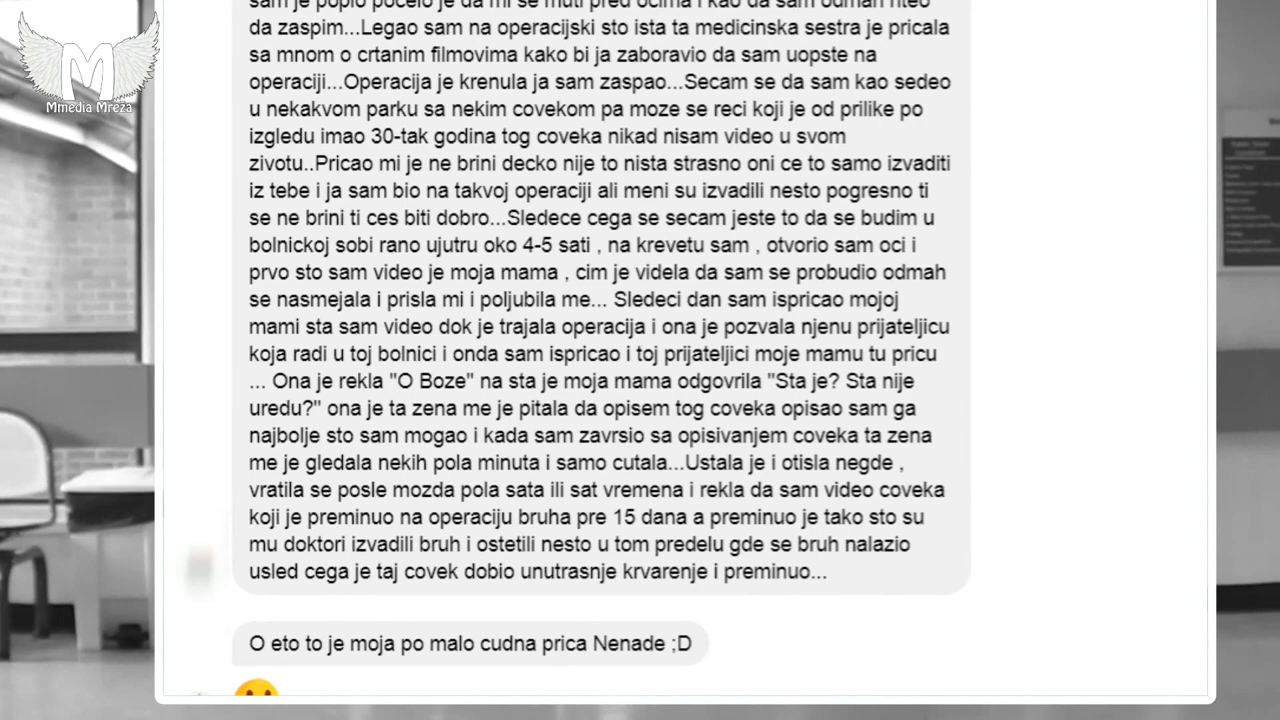 M
Mmedia Mreza
sam je popio pocelo je da mi se muti pred ocima i kao da sam odmah hteo
da zaspim...Legao sam na operacijski sto ista ta medicinska sestra je pricala
sa mnom o crtanim filmovima kako bi ja zaboravio da sam uopste na
operaciji...Operacija je krenula ja sam zaspao...Secam se da sam kao sedeo
u nekakvom parku sa nekim covekom pa moze se reci koji je od prilike po
izgledu imao 30-tak godina tog coveka nikad nisam video u svom
zivotu..Pricao mi je ne brini decko nije to nista strasno oni ce to samo izvaditi
iz tebe i ja sam bio na takvoj operaciji ali meni su izvadili nesto pogresno ti
se ne brini ti ces biti dobro...Sledece cega se secam jeste to da se budim u
bolnickoj sobi rano ujutru oko 4-5 sati , na krevetu sam , otvorio sam oci i
prvo sto sam video je moja mama , cim je videla da sam se probudio odmah
se nasmejala i prisla mi i poljubila me... Sledeci dan sam ispricao mojoj
mami sta sam video dok je trajala operacija i ona je pozvala njenu prijateljicu
koja radi u toj bolnici i onda sam ispricao i toj prijateljici moje mamu tu pricu
... Ona je rekla "O Boze" na sta je moja mama odgovrila "Sta je? Sta nije
uredu?" ona je ta zena me je pitala da opisem tog coveka opisao sam ga
najbolje sto sam mogao i kada sam zavrsio sa opisivanjem coveka ta zena
me je gledala nekih pola minuta i samo cutala...Ustala je i otisla negde ,
vratila se posle mozda pola sata ili sat vremena i rekla da sam video coveka
koji je preminuo na operaciju bruha pre 15 dana a preminuo je tako sto su
mu doktori izvadili bruh i ostetili nesto u tom predelu gde se bruh nalazio
usled cega je taj covek dobio unutrasnje krvarenje i preminuo...
O eto to je moja po malo cudna prica Nenade ;D